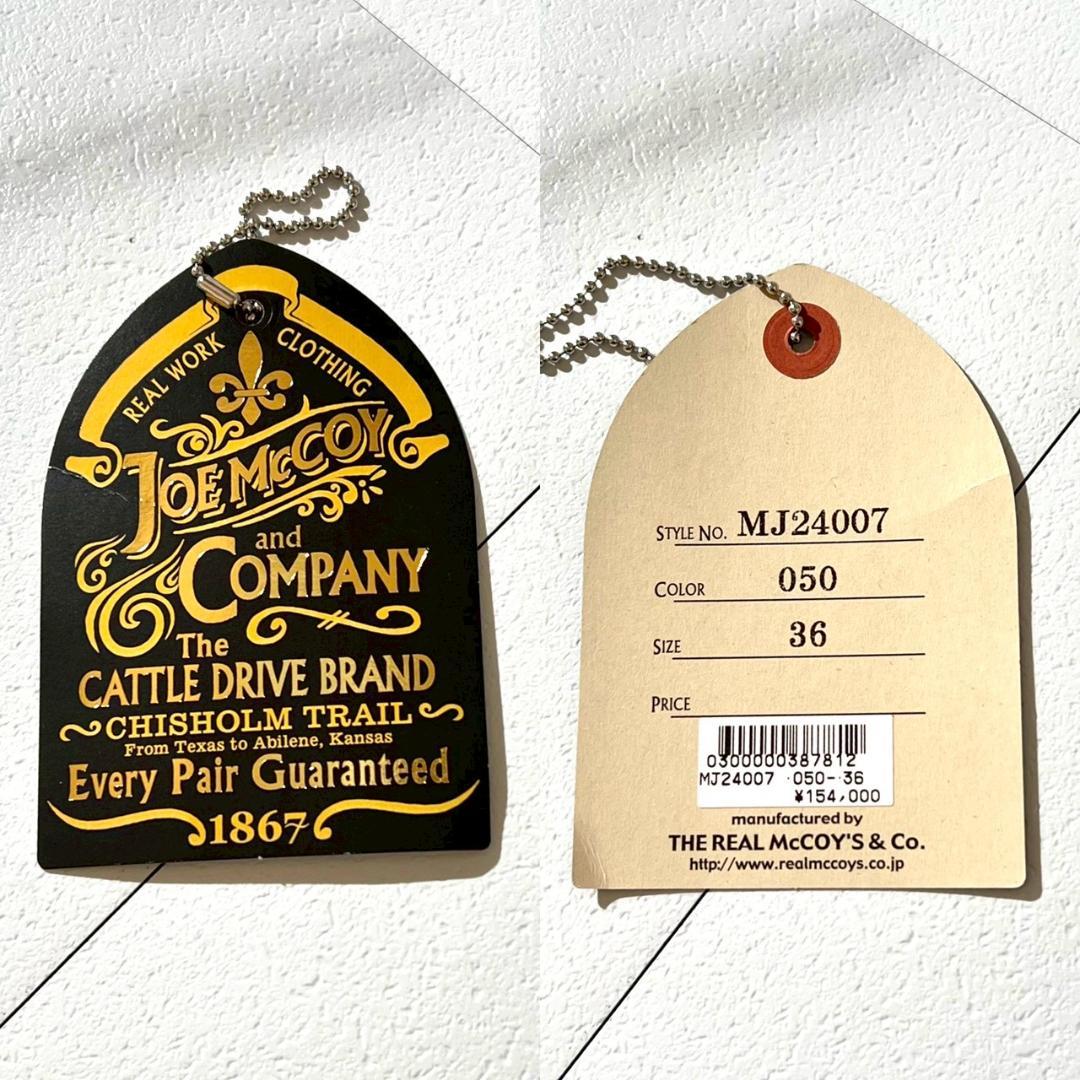 REAL WORK CLOTHING
JOE McCOY
and
COMPANY
The
CATTLE DRIVE BRAND
CHISHOLM TRAIL
From Texas to Abilene, Kansas
Every Pair Guaranteed
1867
STYLE NO. MJ24007
COLOR 050
SIZE 36
PRICE
0300000387812
MJ24007 050-36
¥154,000
manufactured by
THE REAL McCOY'S & Co.
http://www.realmccoys.co.jp